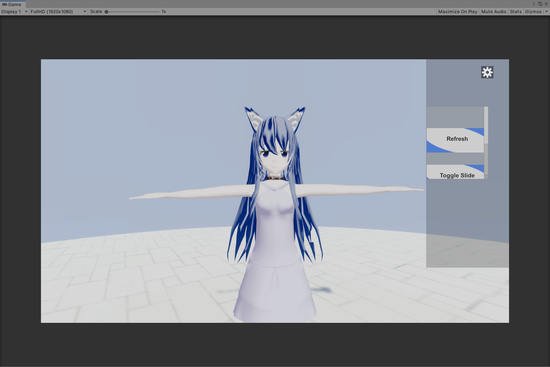 Game
Display 1 FullHD (1920x1080) Scale 1x Maximize On Play Mute Audio Stats Gizmos
Refresh
Toggle Slide